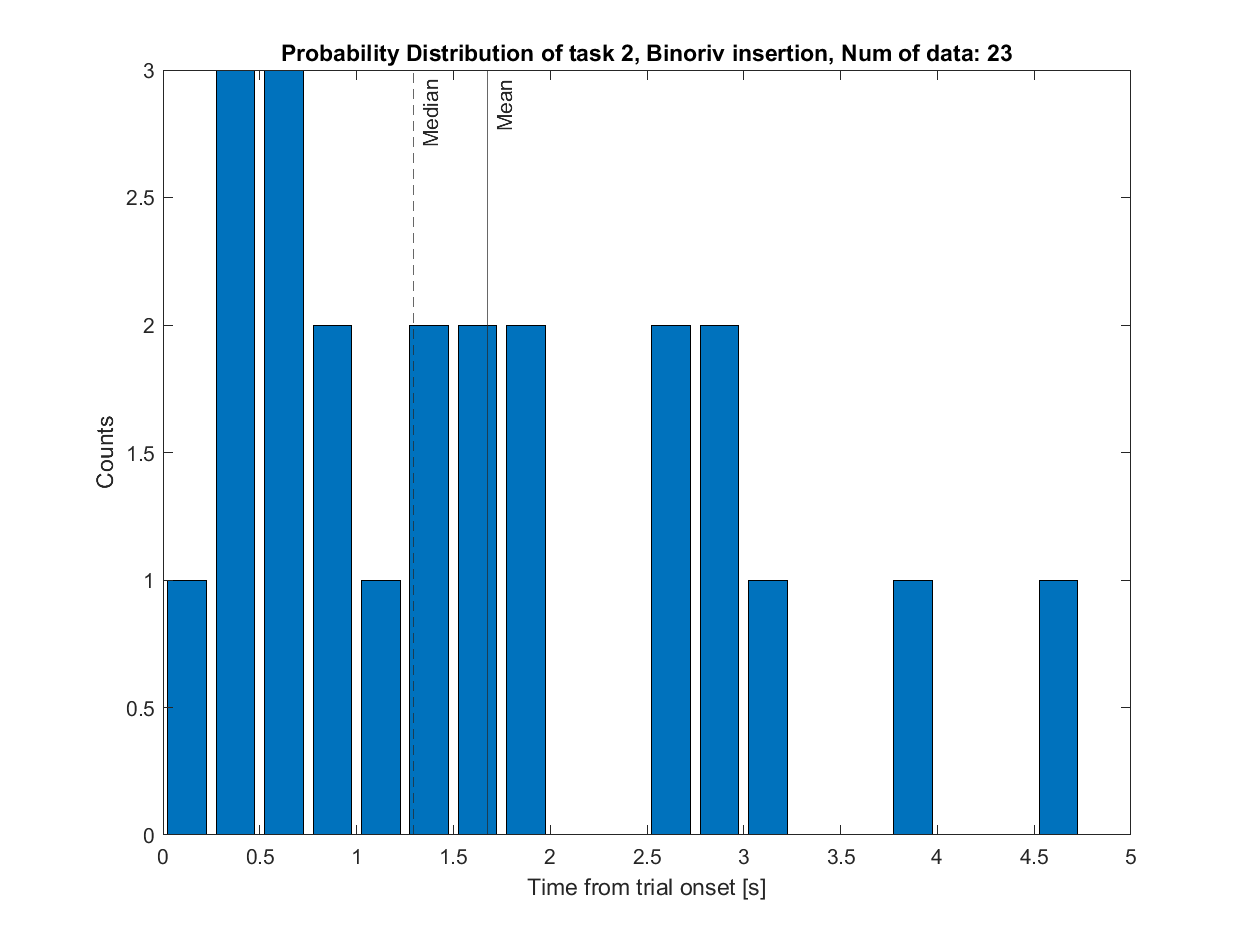 Probability Distribution of task 2, Binoriv insertion, Num of data: 23
3
2.5
2
1.5
1
0.5
0
Counts
Median
Mean
0 0.5 1 1.5 2 2.5 3 3.5 4 4.5 5
Time from trial onset [s]